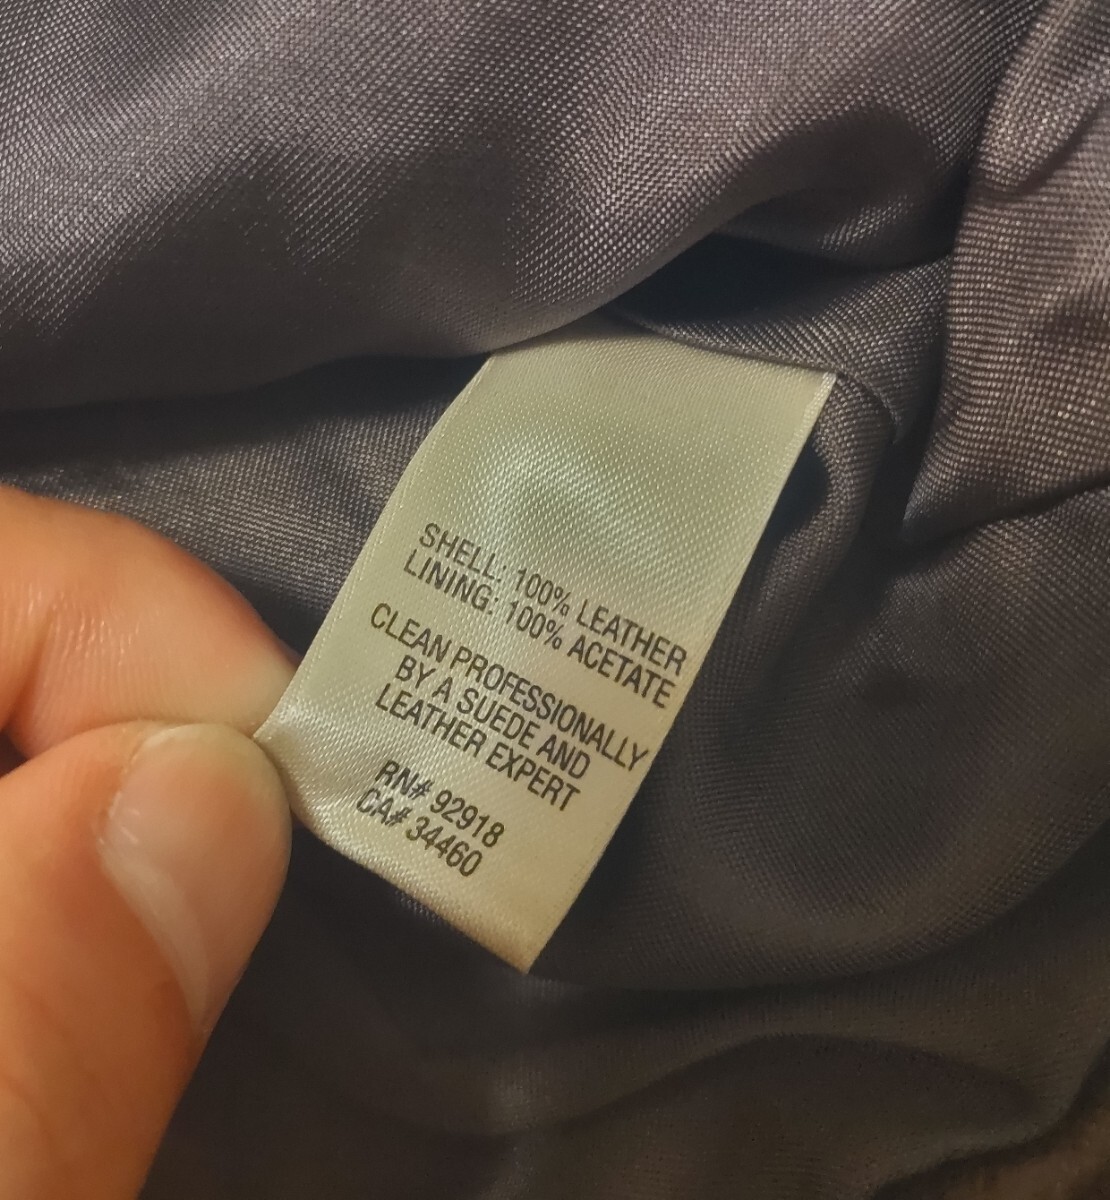 SHELL: 100% LEATHER
LINING: 100% ACETATE
CLEAN PROFESSIONALLY
BY A SUEDE AND
LEATHER EXPERT
RN# 92918
CA# 34460